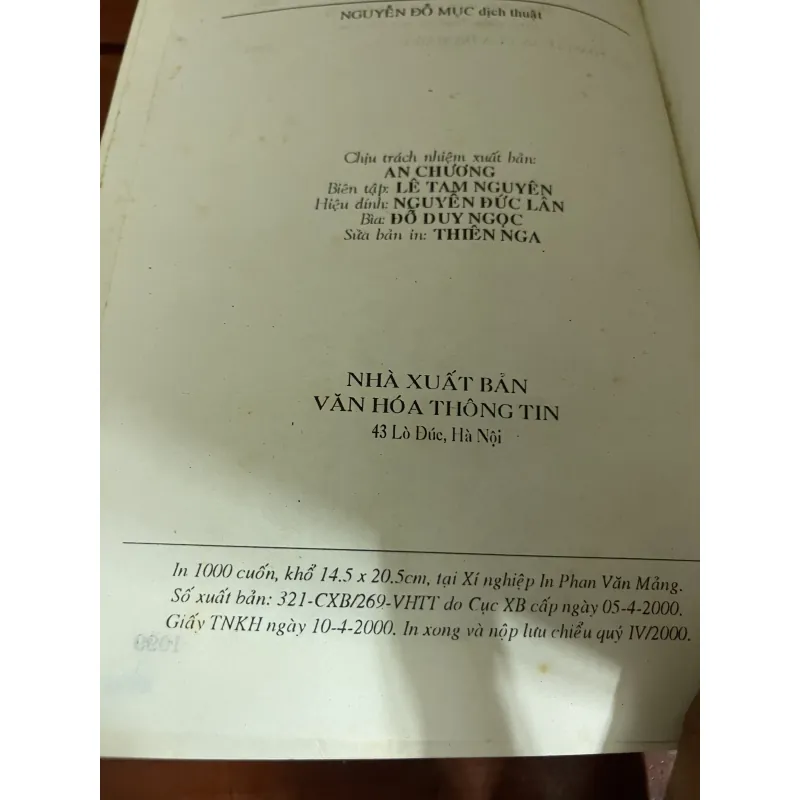 NGUYỄN ĐỖ MỤC dịch thuật
Chịu trách nhiệm xuất bản:
AN CHƯƠNG
Biên tập: LÊ TAM NGUYÊN
Hiệu đính: NGUYỄN ĐỨC LÂN
Bìa: ĐỖ DUY NGỌC
Sửa bản in: THIÊN NGA
NHÀ XUẤT BẢN
VĂN HÓA THÔNG TIN
43 Lò Đúc, Hà Nội
In 1000 cuốn, khổ 14.5 x 20.5cm, tại Xí nghiệp In Phan Văn Mảng.
Số xuất bản: 321-CXB/269-VHTT do Cục XB cấp ngày 05-4-2000.
Giấy TNKH ngày 10-4-2000. In xong và nộp lưu chiểu quý IV/2000.